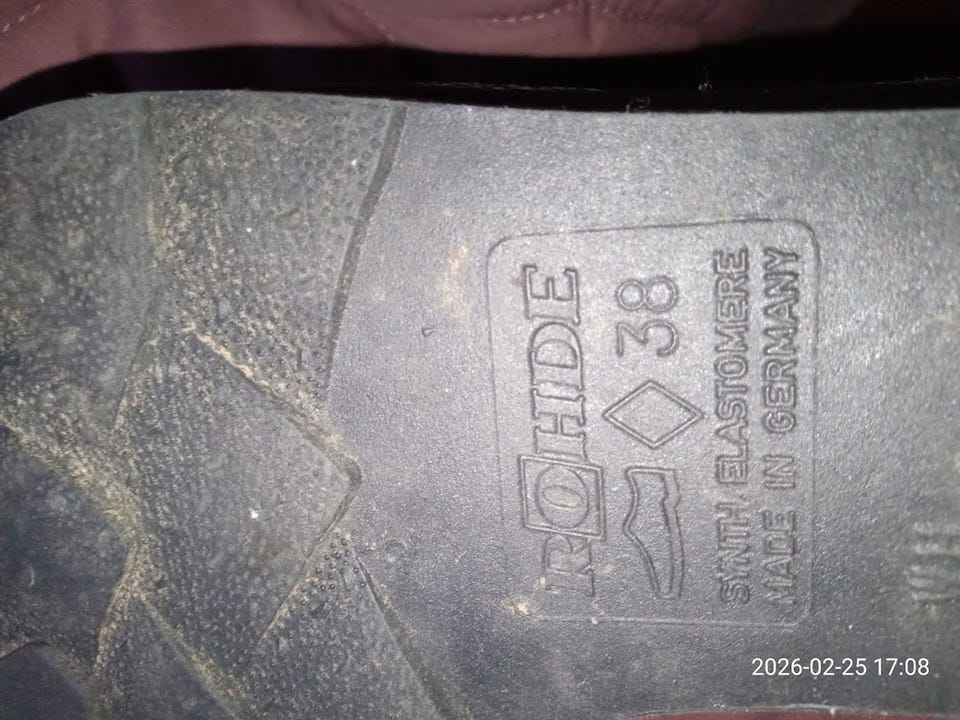 ROHIDE
38
SYNTH. ELASTOMERE
MADE IN GERMANY
2026-02-25 17:08